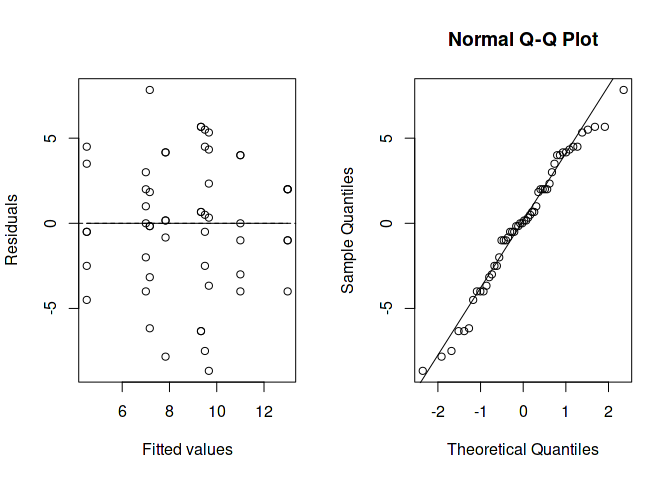 Residuals
5
0
-5
6 8 10 12
Fitted values
Normal Q-Q Plot
Sample Quantiles
5
0
-5
-2 -1 0 1 2
Theoretical Quantiles